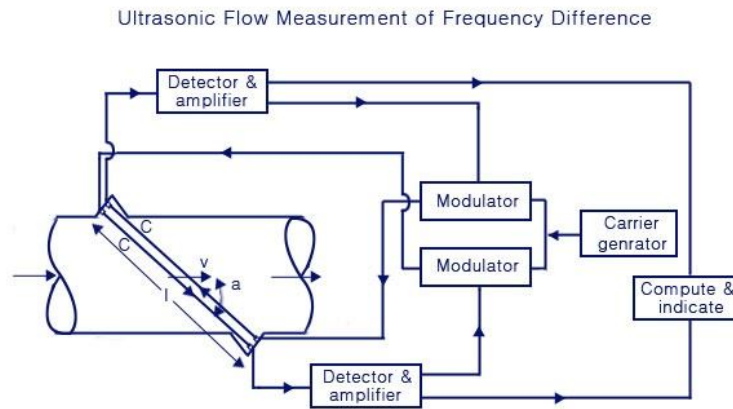 Ultrasonic Flow Measurement of Frequency Difference
Detector &
amplifier
Modulator
C
C
Carrier
genrator
v
a
l
Modulator
Compute &
indicate
Detector &
amplifier